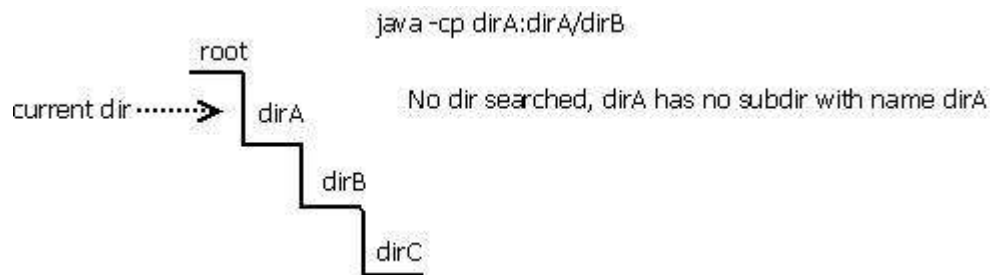 java -cp dirA:dirA/dirB
root
current dir
No dir searched, dirA has no subdir with name dirA
dirA
dirB
dirC